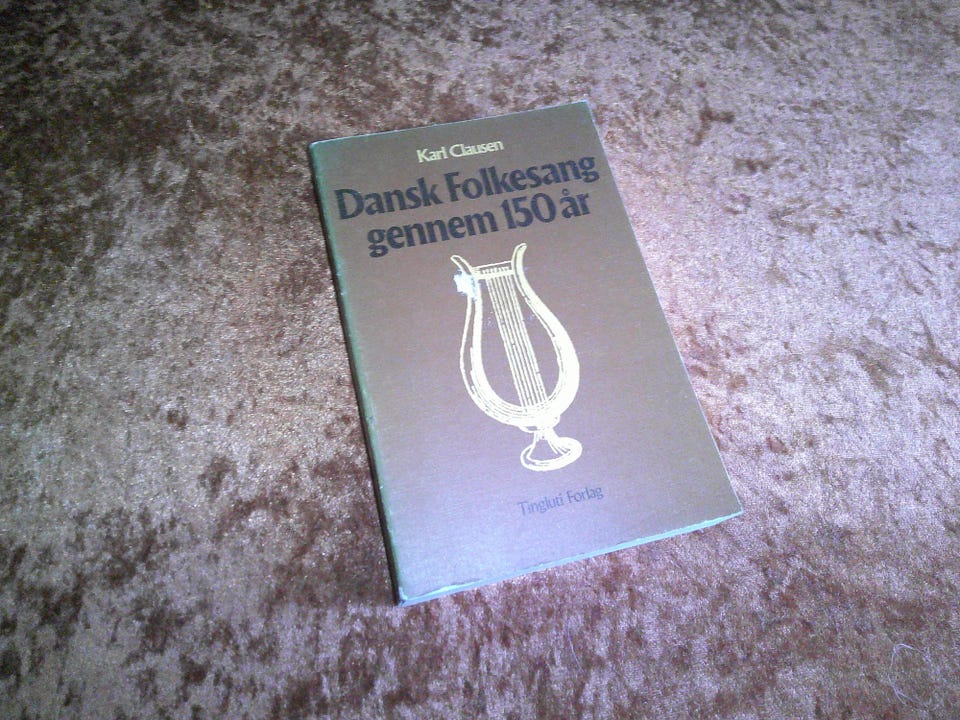 Karl Clausen
Dansk Folkesang
gennem 150 år
Tingluti Forlag